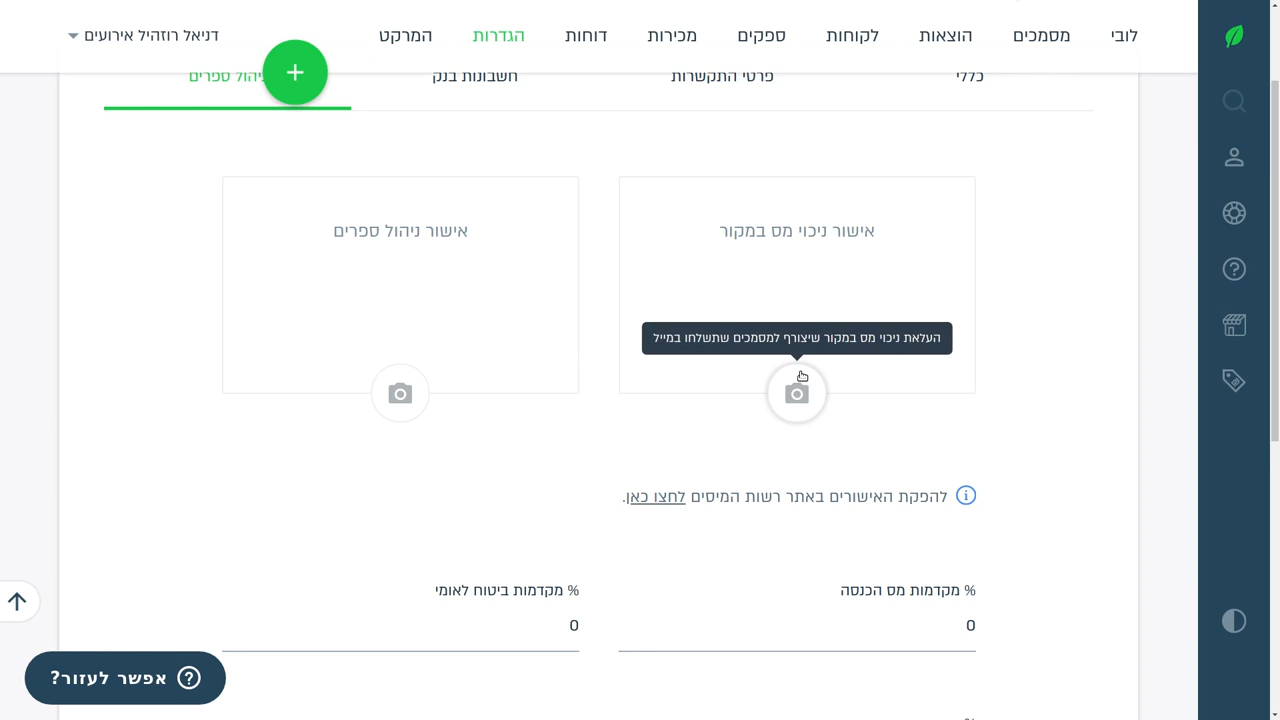 לובי
מסמכים
הוצאות
לקוחות
ספקים
מכירות
דוחות
הגדרות
המרקט
דניאל רוזהיל אירועים
כללי
פרטי התקשרות
חשבונות בנק
ניהול ספרים
אישור ניכוי מס במקור
אישור ניהול ספרים
העלאת ניכוי מס במקור שיצורף למסמכים שתשלחו במייל
להפקת האישורים באתר רשות המיסים לחצו כאן.
% מקדמות מס הכנסה
% מקדמות ביטוח לאומי
0
0
אפשר לעזור?